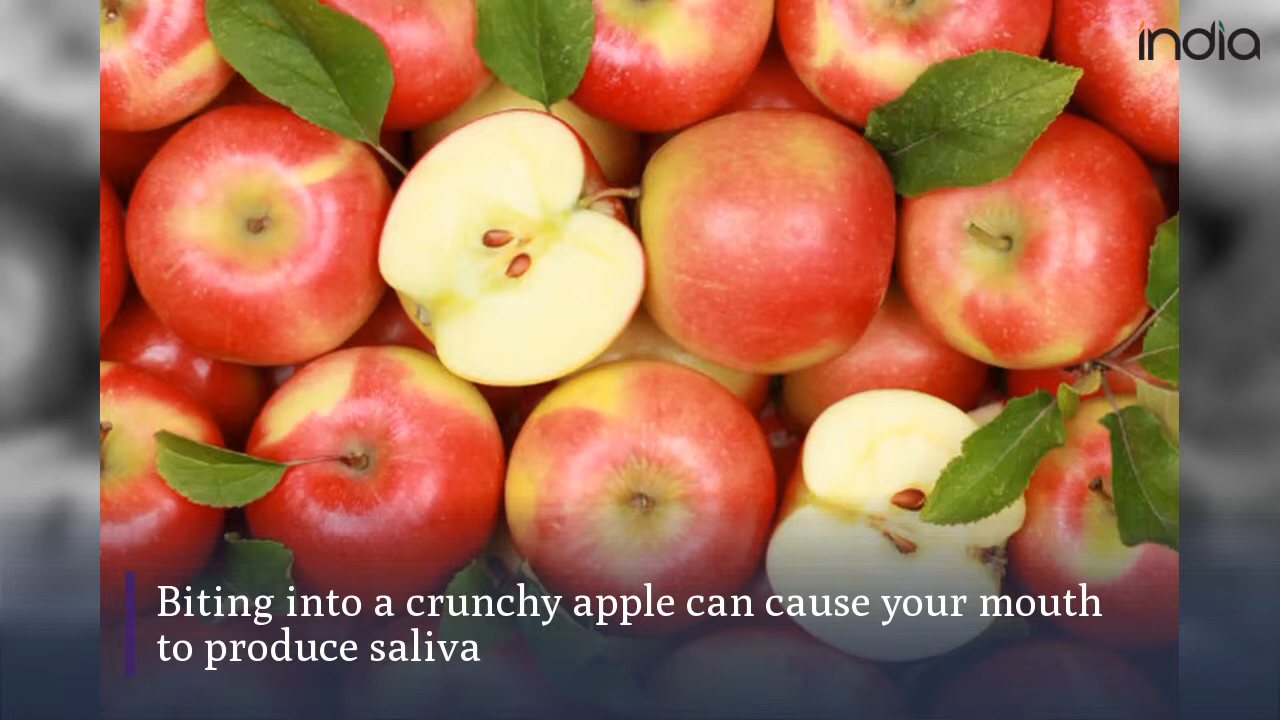 india
Biting into a crunchy apple can cause your mouth
to produce saliva